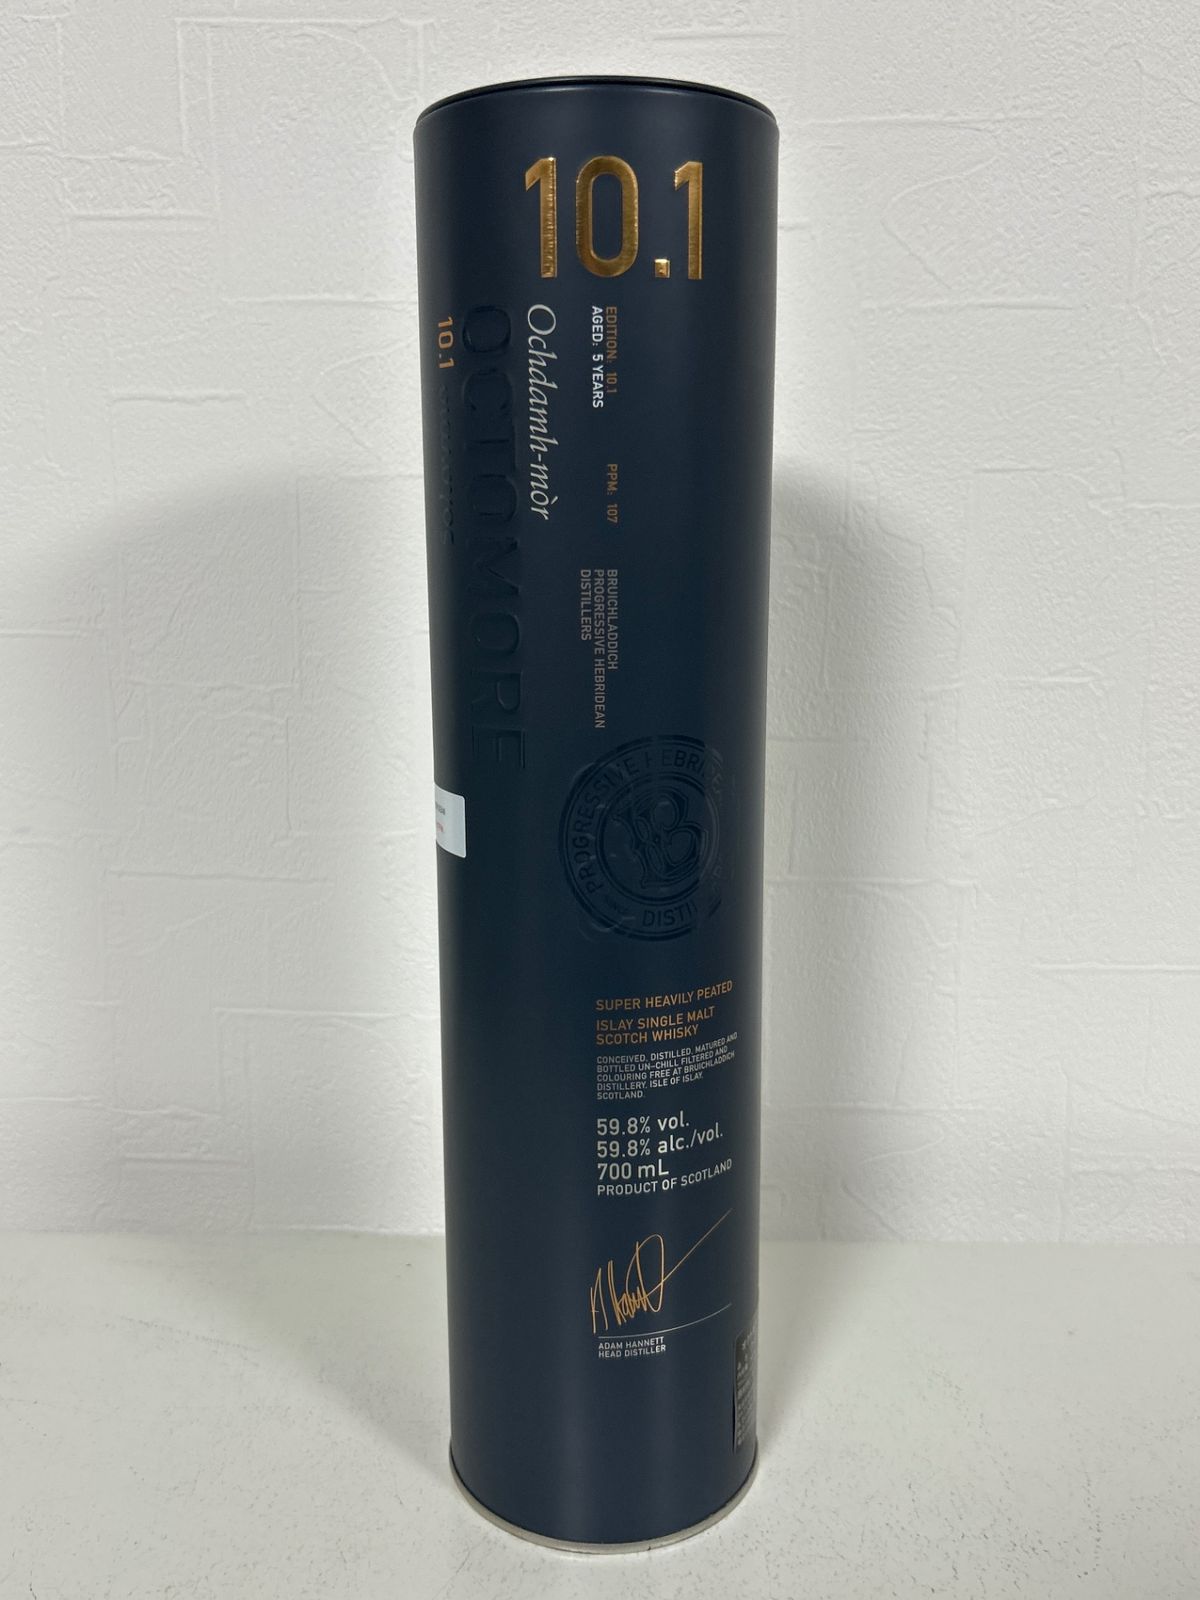 10.1
EDITION: 10.1
AGED: 5 YEARS
PPM: 107
Ochdamh-mòr
OCTOMORE
10.1
BRUICHLADDICH
PROGRESSIVE HEBRIDEAN
DISTILLERS
PROGRESSIVE HEBRIDEAN
B
SUPER HEAVILY PEATED
ISLAY SINGLE MALT
SCOTCH WHISKY
CONCEIVED, DISTILLED, MATURED AND
BOTTLED UN-CHILL FILTERED AND
COLOURING FREE AT BRUICHLADDICH
DISTILLERY, ISLE OF ISLAY,
SCOTLAND.
59.8% vol.
59.8% alc./vol.
700 mL
PRODUCT OF SCOTLAND
ADAM HANNETT
HEAD DISTILLER